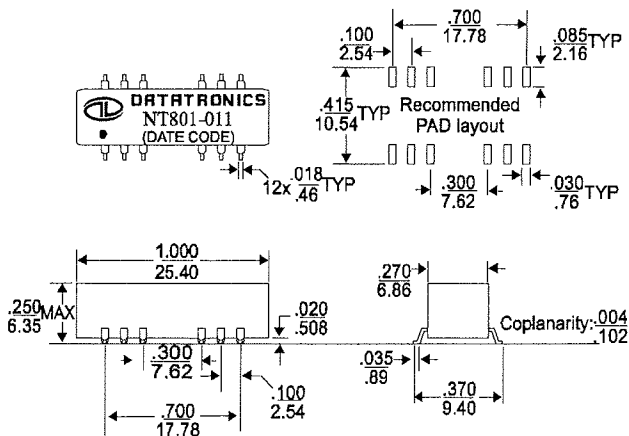 DATATRONICS
NT801-011
(DATE CODE)
12x .018 TYP
.46
.700
17.78
.100
2.54
.085 TYP
2.16
.415 TYP
10.54
Recommended
PAD layout
.300
7.62
.030 TYP
.76
1.000
25.40
.250 MAX
6.35
.020
.508
.300
7.62
.100
2.54
.700
17.78
.270
6.86
Coplanarity: .004
.102
.035
.89
.370
9.40